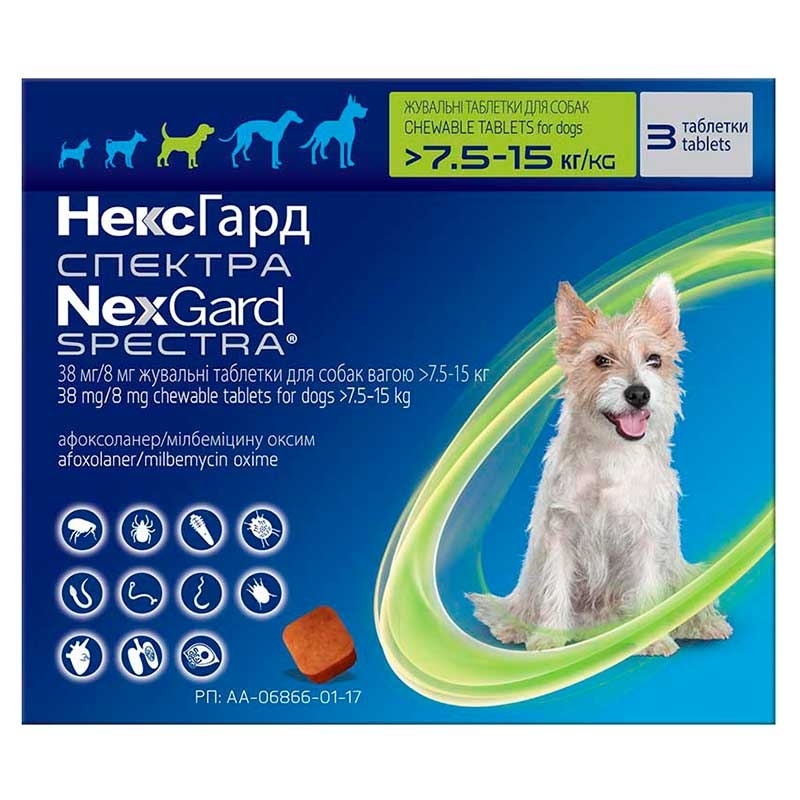 ЖУВАЛЬНІ ТАБЛЕТКИ ДЛЯ СОБАК
CHEWABLE TABLETS for dogs
>7.5-15 КГ/KG
3 таблетки
tablets
НексГард
СПЕКТРА
NexGard
SPECTRA®
38 мг/8 мг жувальні таблетки для собак вагою >7.5-15 кг
38 mg/8 mg chewable tablets for dogs >7.5-15 kg
афоксоланер/мілбеміцину оксим
afoxolaner/milbemycin oxime
РП: АА-06866-01-17